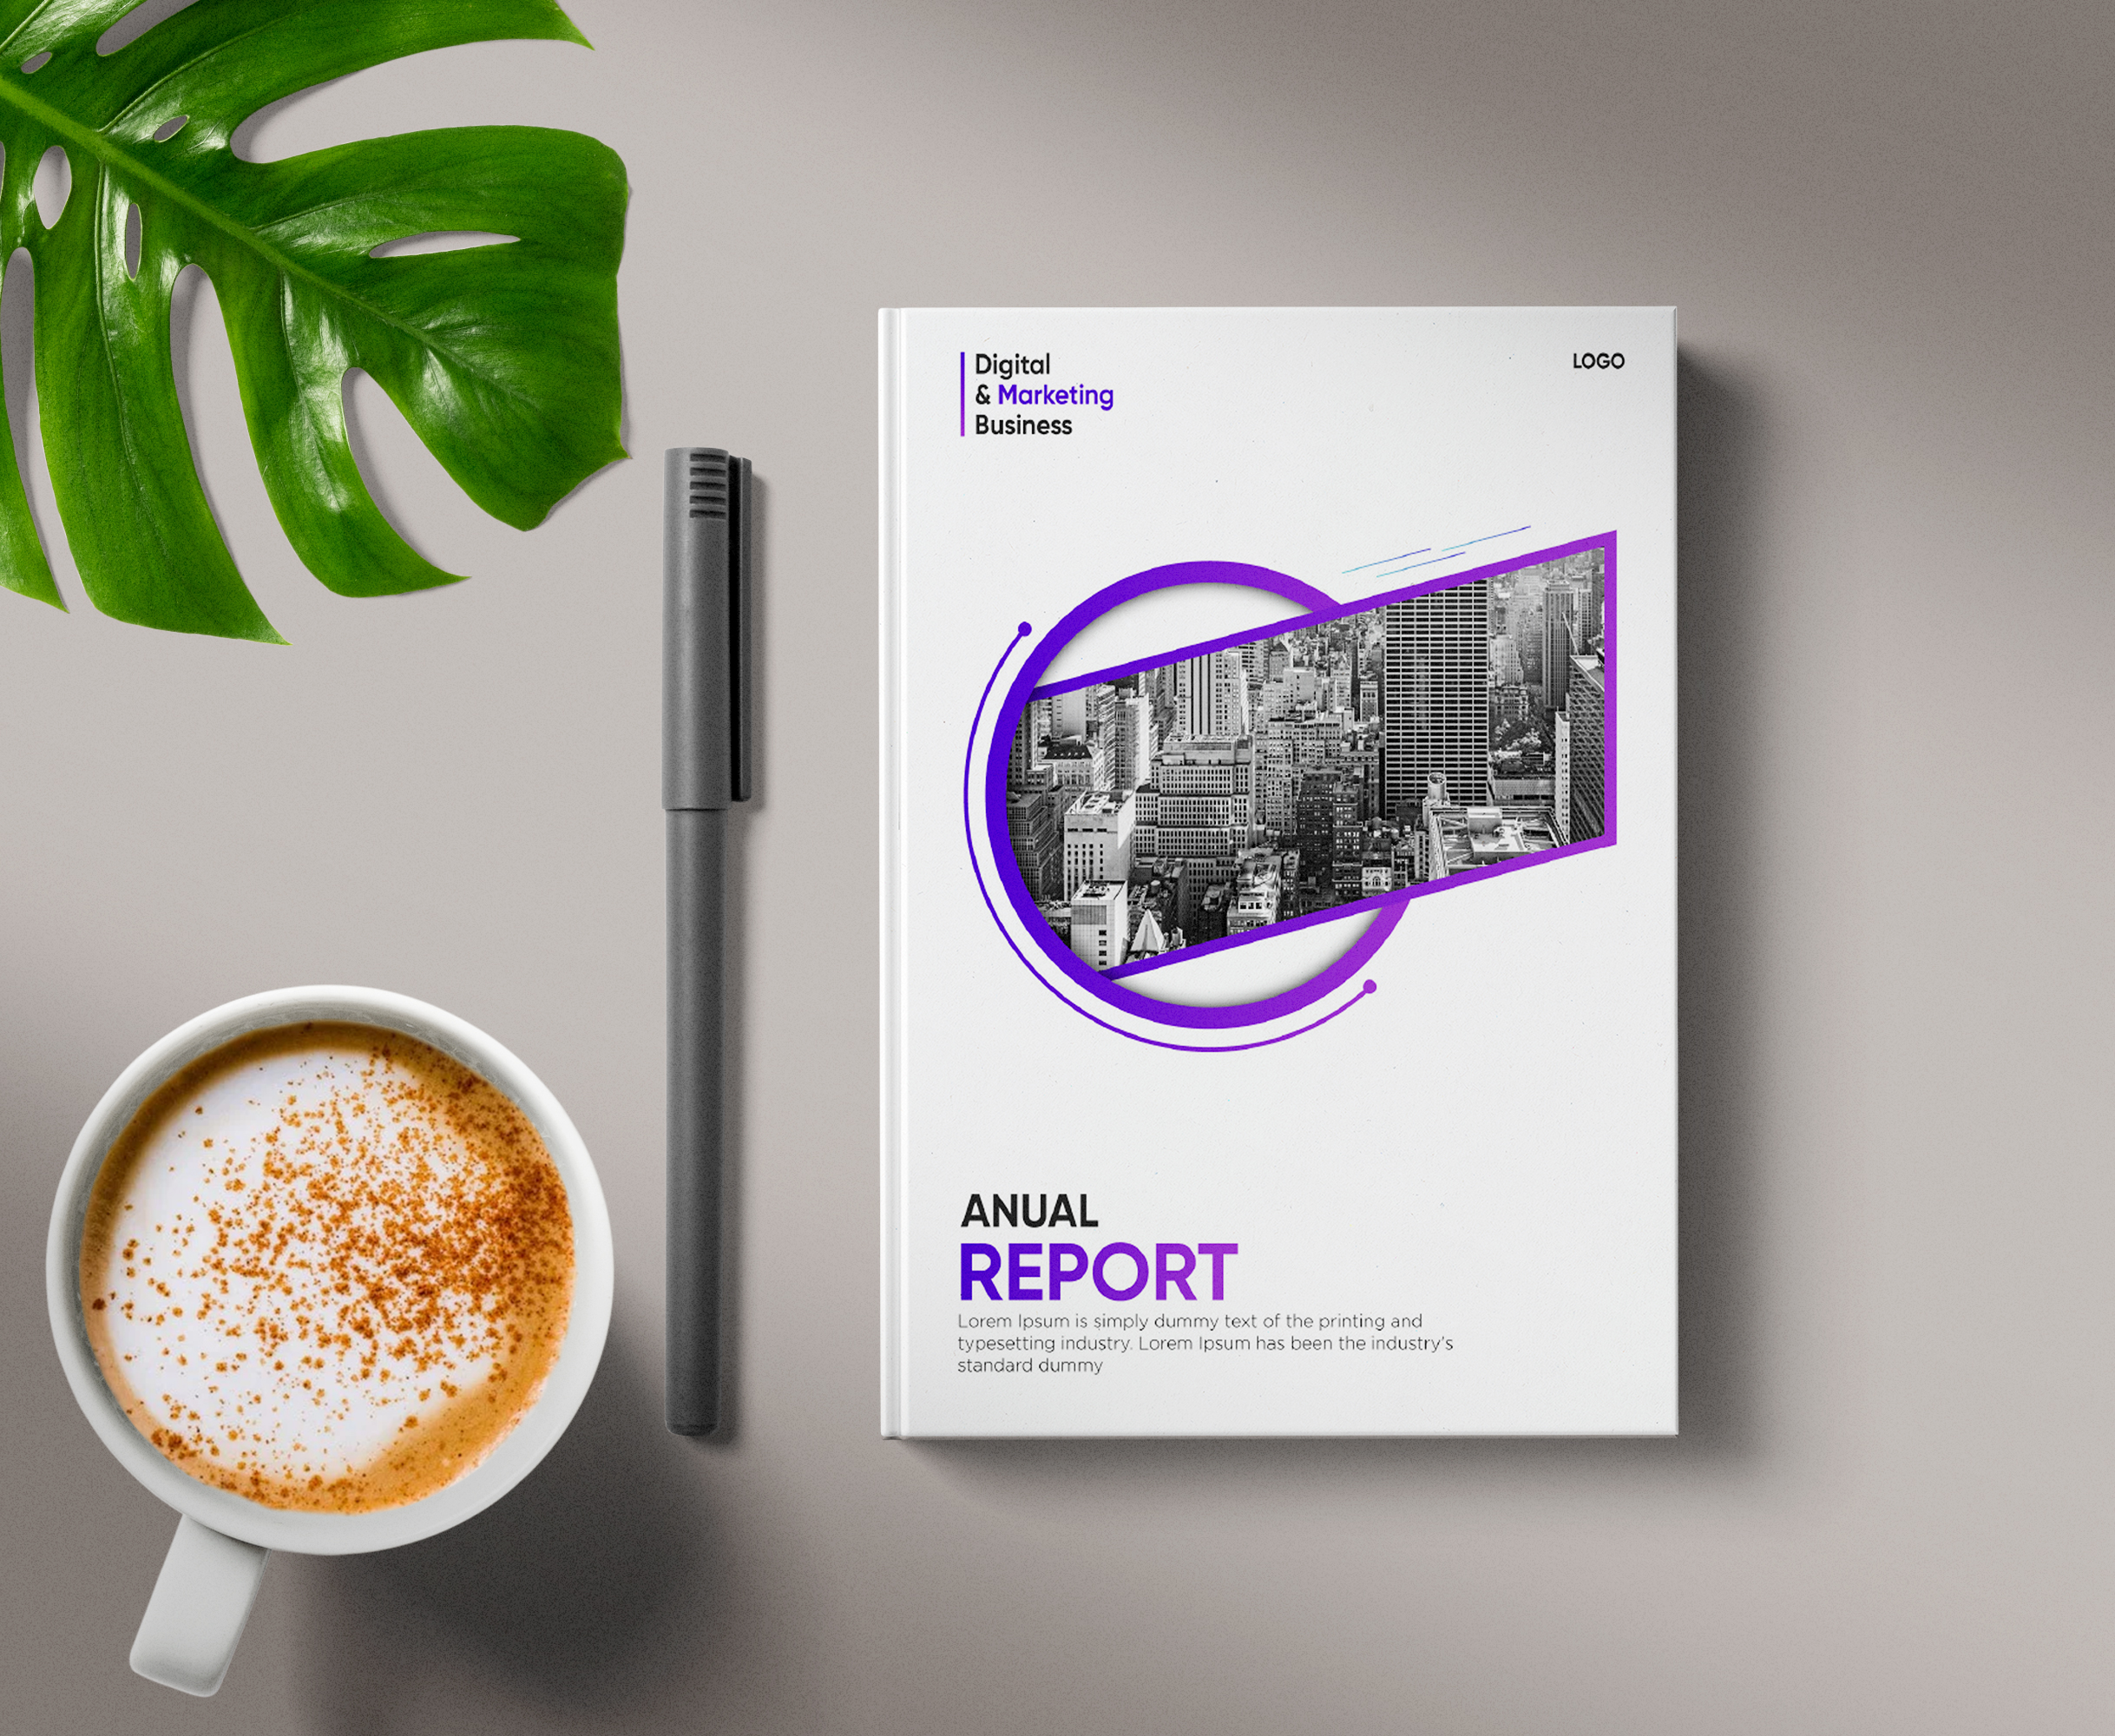 Digital
& Marketing
Business
LOGO
ANUAL
REPORT
Lorem Ipsum is simply dummy text of the printing and
typesetting industry. Lorem Ipsum has been the industry's
standard dummy